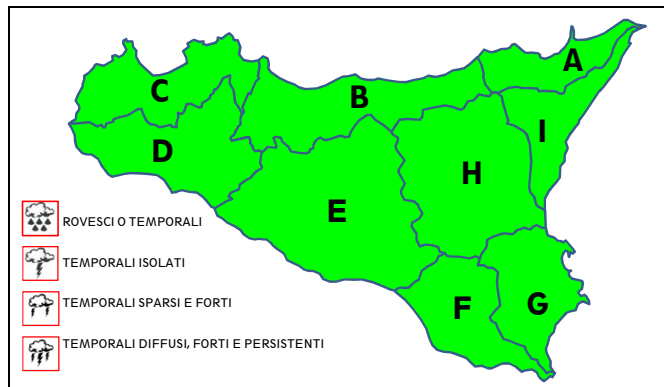 A
B
C
I
D
H
E
ROVESCI O TEMPORALI
TEMPORALI ISOLATI
TEMPORALI SPARSI E FORTI
F
G
TEMPORALI DIFFUSI, FORTI E PERSISTENTI